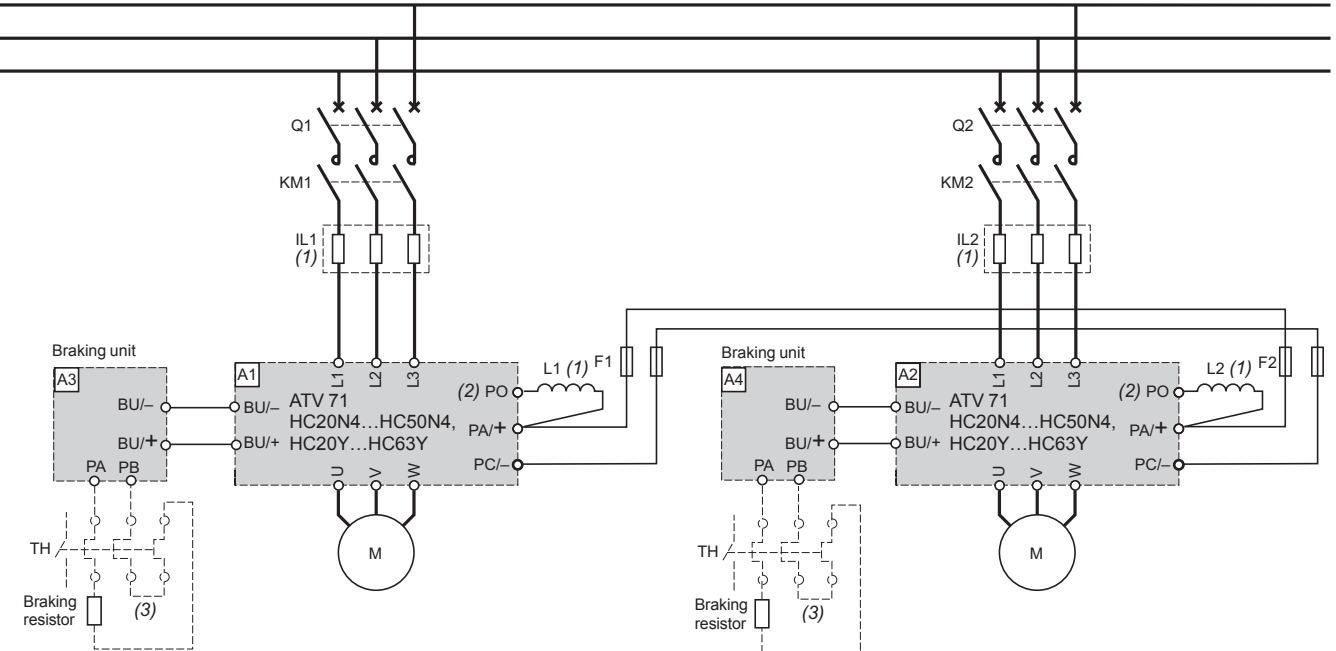 Q1
KM1
IL1
(1)
Q2
KM2
IL2
(1)
Braking unit
A3
BU/–
BU/+
PA PB
TH
Braking
resistor
(3)
A1
L1 L2 L3
BU/–
BU/+
ATV 71
HC20N4…HC50N4,
HC20Y…HC63Y
U V W
M
(2) PO
PA/+
PC/–
L1 (1)
F1
Braking unit
A4
BU/–
BU/+
PA PB
TH
Braking
resistor
(3)
A2
L1 L2 L3
BU/–
BU/+
ATV 71
HC20N4…HC50N4,
HC20Y…HC63Y
U V W
M
(2) PO
PA/+
PC/–
L2 (1)
F2